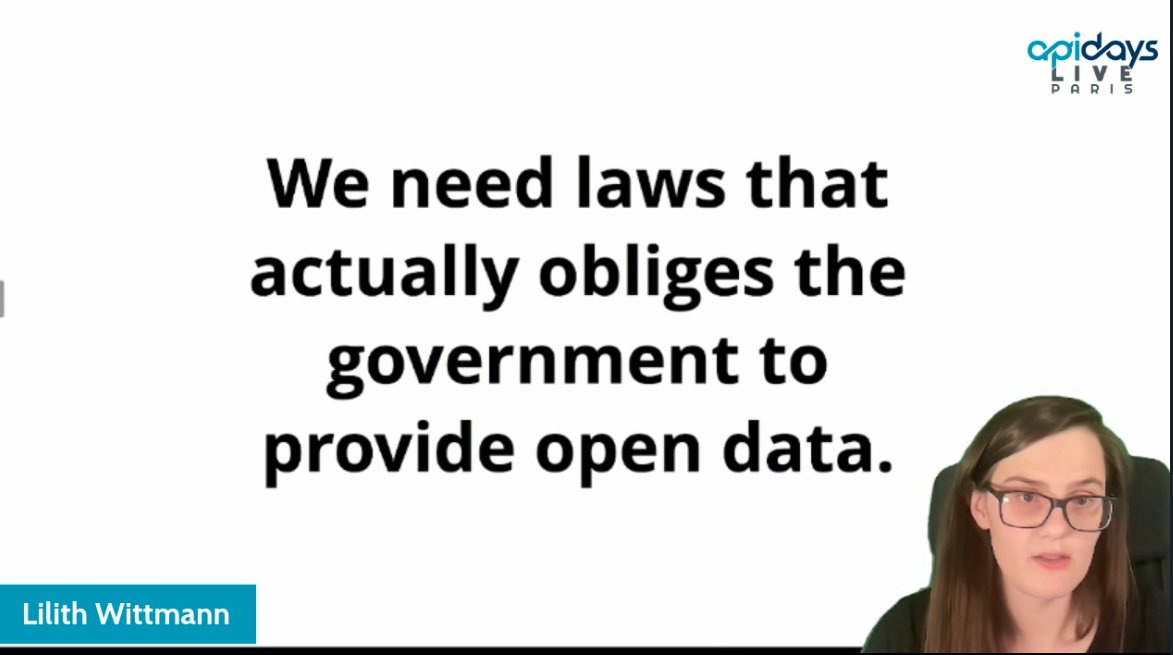 apidays
LIVE
PARIS
We need laws that
actually obliges the
government to
provide open data.
Lilith Wittmann